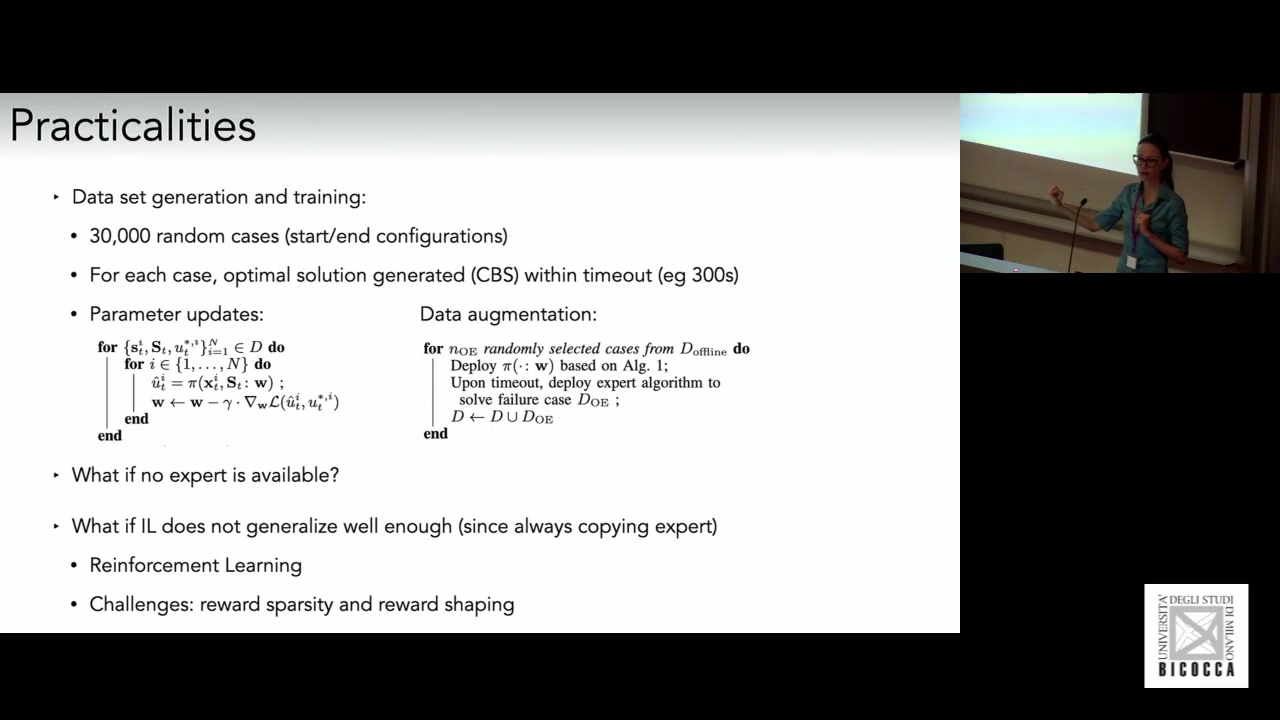 Practicalities
‣ Data set generation and training:
• 30,000 random cases (start/end configurations)
• For each case, optimal solution generated (CBS) within timeout (eg 300s)
• Parameter updates:
for {s_t^i, S_t, u_t^{*,i}}_{i=1}^N ∈ D do
for i ∈ {1, . . . , N} do
û_t^i = π(x_t^i, S_t : w) ;
w ← w − γ · ∇_w L(û_t^i, u_t^{*,i})
end
end
Data augmentation:
for n_OE randomly selected cases from D_offline do
Deploy π(· : w) based on Alg. 1;
Upon timeout, deploy expert algorithm to
solve failure case D_OE ;
D ← D ∪ D_OE
end
‣ What if no expert is available?
‣ What if IL does not generalize well enough (since always copying expert)
• Reinforcement Learning
• Challenges: reward sparsity and reward shaping
UNIVERSITA'
DEGLI STUDI
DI MILANO
BICOCCA